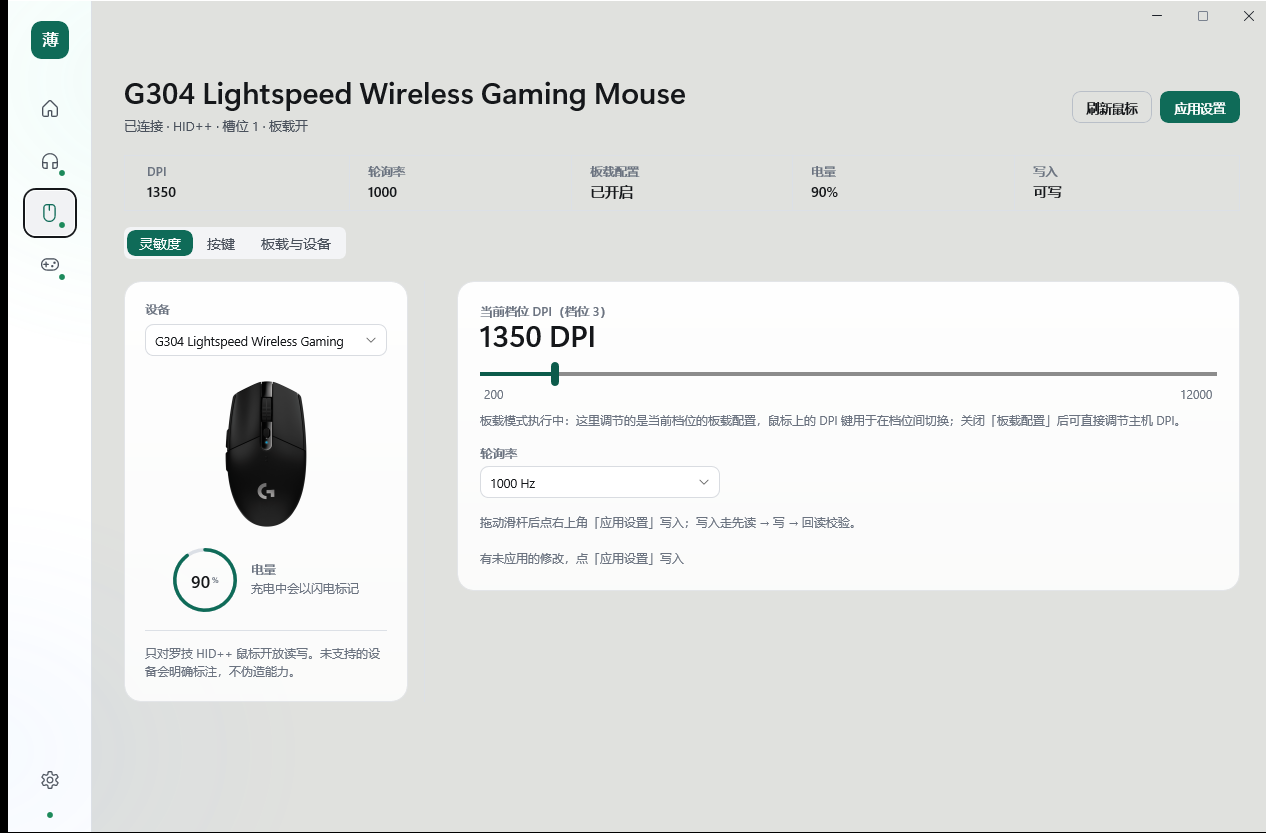 薄
G304 Lightspeed Wireless Gaming Mouse
已连接 · HID++ · 槽位 1 · 板载开
刷新鼠标
应用设置
DPI
1350
轮询率
1000
板载配置
已开启
电量
90%
写入
可写
灵敏度
按键
板载与设备
设备
G304 Lightspeed Wireless Gaming
90%
电量
充电中会以闪电标记
只对罗技 HID++ 鼠标开放读写。未支持的设
备会明确标注，不伪造能力。
当前档位 DPI（档位 3）
1350 DPI
200
12000
板载模式执行中：这里调节的是当前档位的板载配置，鼠标上的 DPI 键用于在档位间切换；关闭「板载配置」后可直接调节主机 DPI。
轮询率
1000 Hz
拖动滑杆后点右上角「应用设置」写入；写入走先读 → 写 → 回读校验。
有未应用的修改，点「应用设置」写入